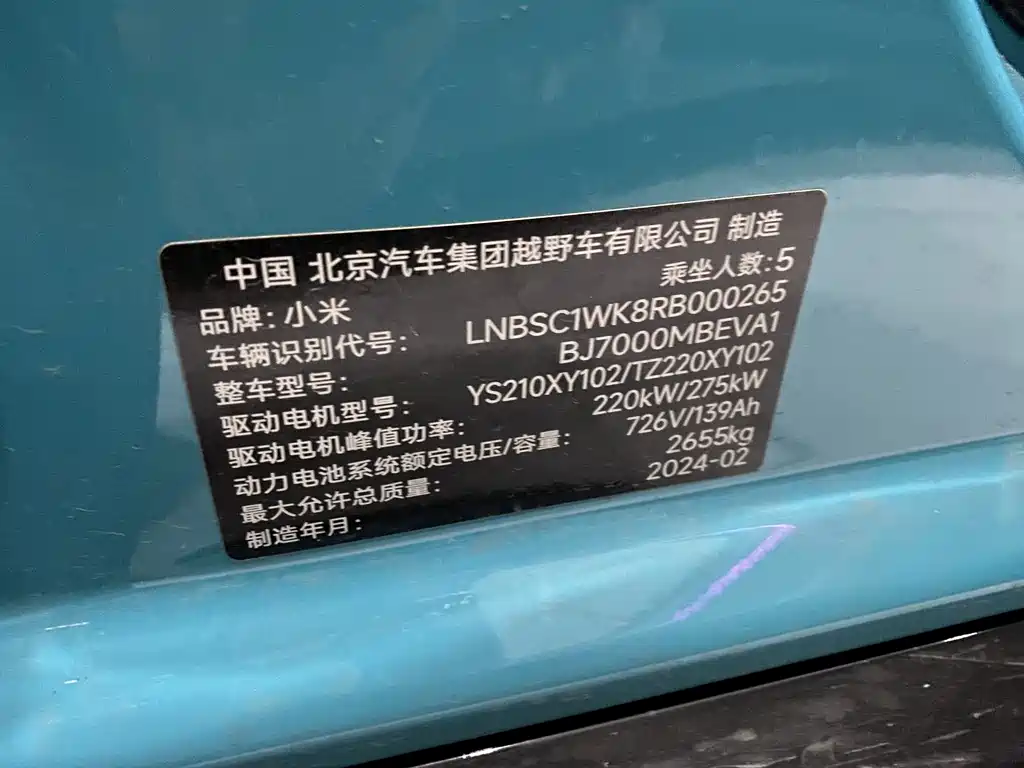 中国 北京汽车集团越野车有限公司 制造
品牌: 小米 乘坐人数:5
车辆识别代号: LNBSC1WK8RB000265
整车型号: BJ7000MBEVA1
驱动电机型号: YS210XY102/TZ220XY102
驱动电机峰值功率: 220kW/275kW
动力电池系统额定电压/容量: 726V/139Ah
最大允许总质量: 2655kg
制造年月: 2024-02